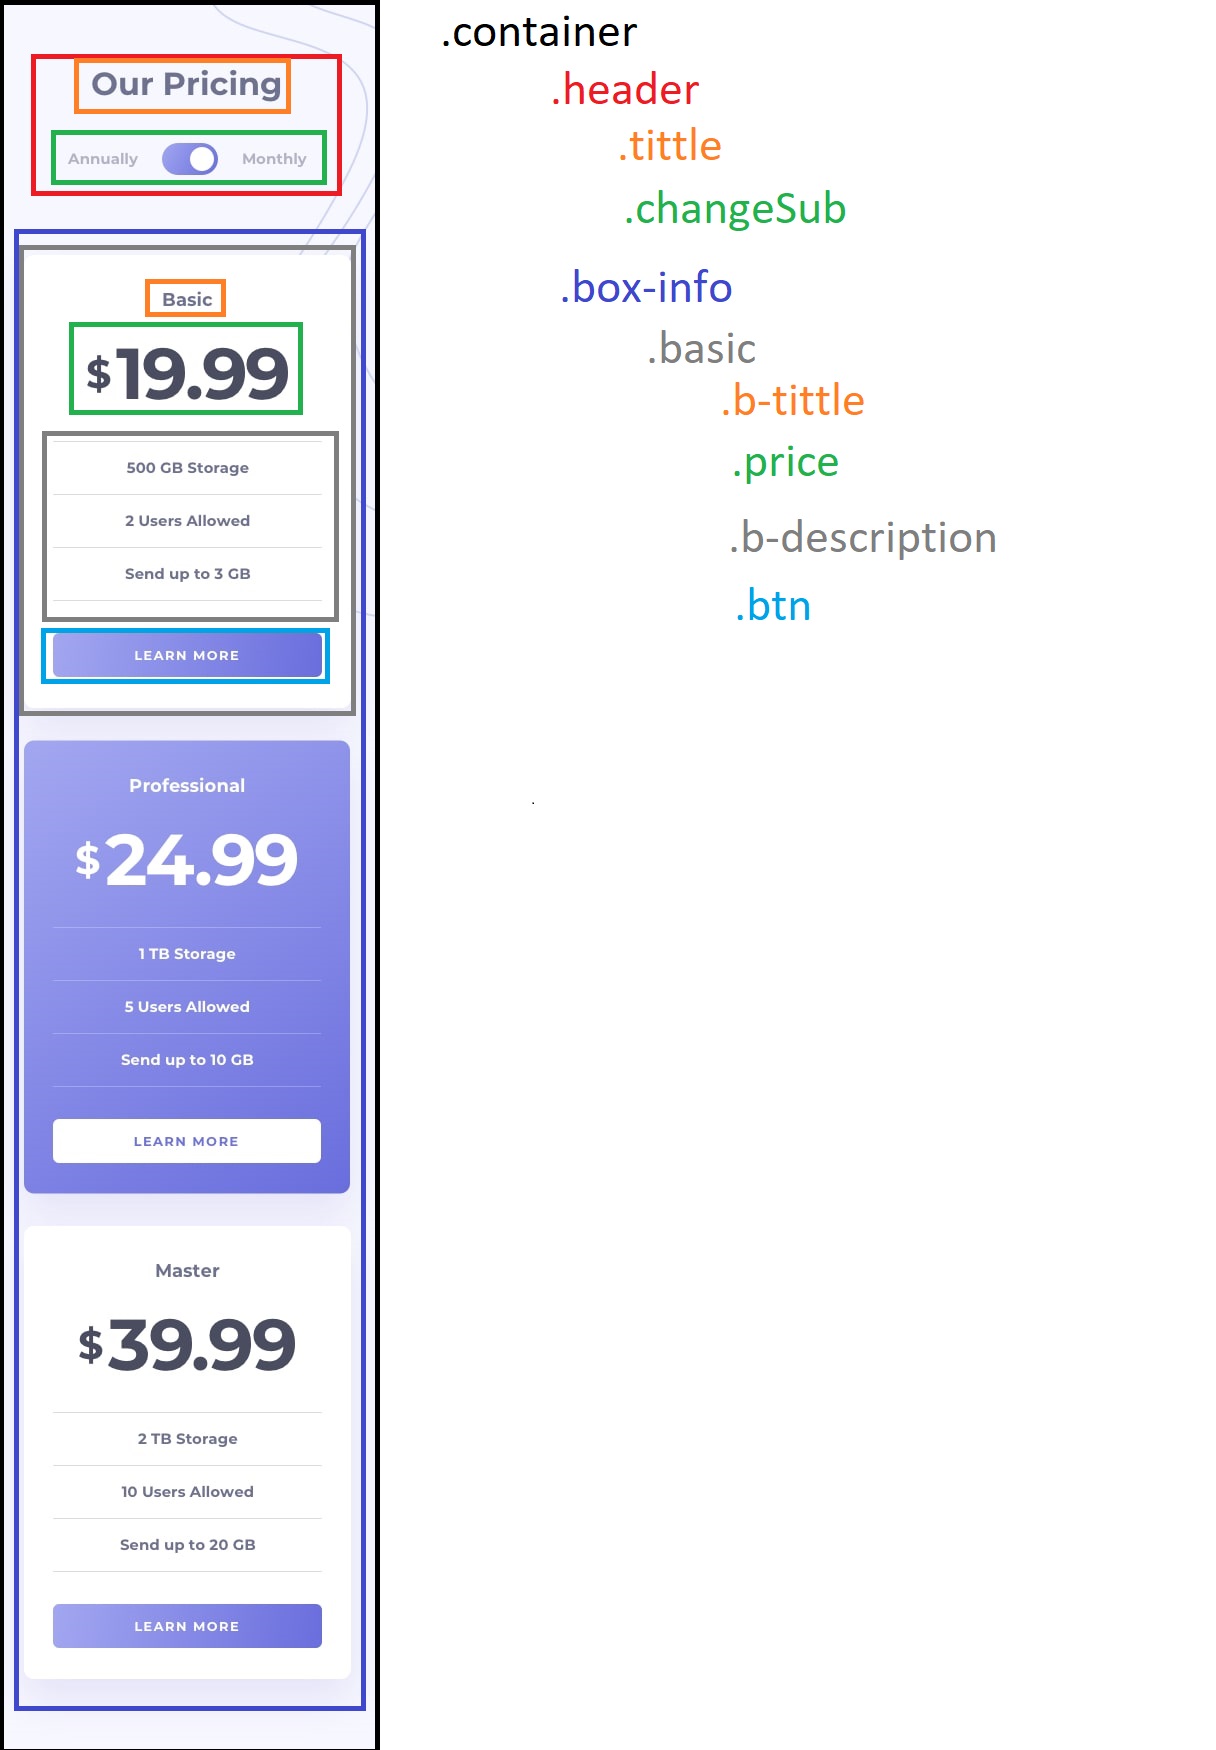 Our Pricing
Annually Monthly
Basic
$19.99
500 GB Storage
2 Users Allowed
Send up to 3 GB
LEARN MORE
Professional
$24.99
1 TB Storage
5 Users Allowed
Send up to 10 GB
LEARN MORE
Master
$39.99
2 TB Storage
10 Users Allowed
Send up to 20 GB
LEARN MORE
.container
.header
.tittle
.changeSub
.box-info
.basic
.b-tittle
.price
.b-description
.btn
.